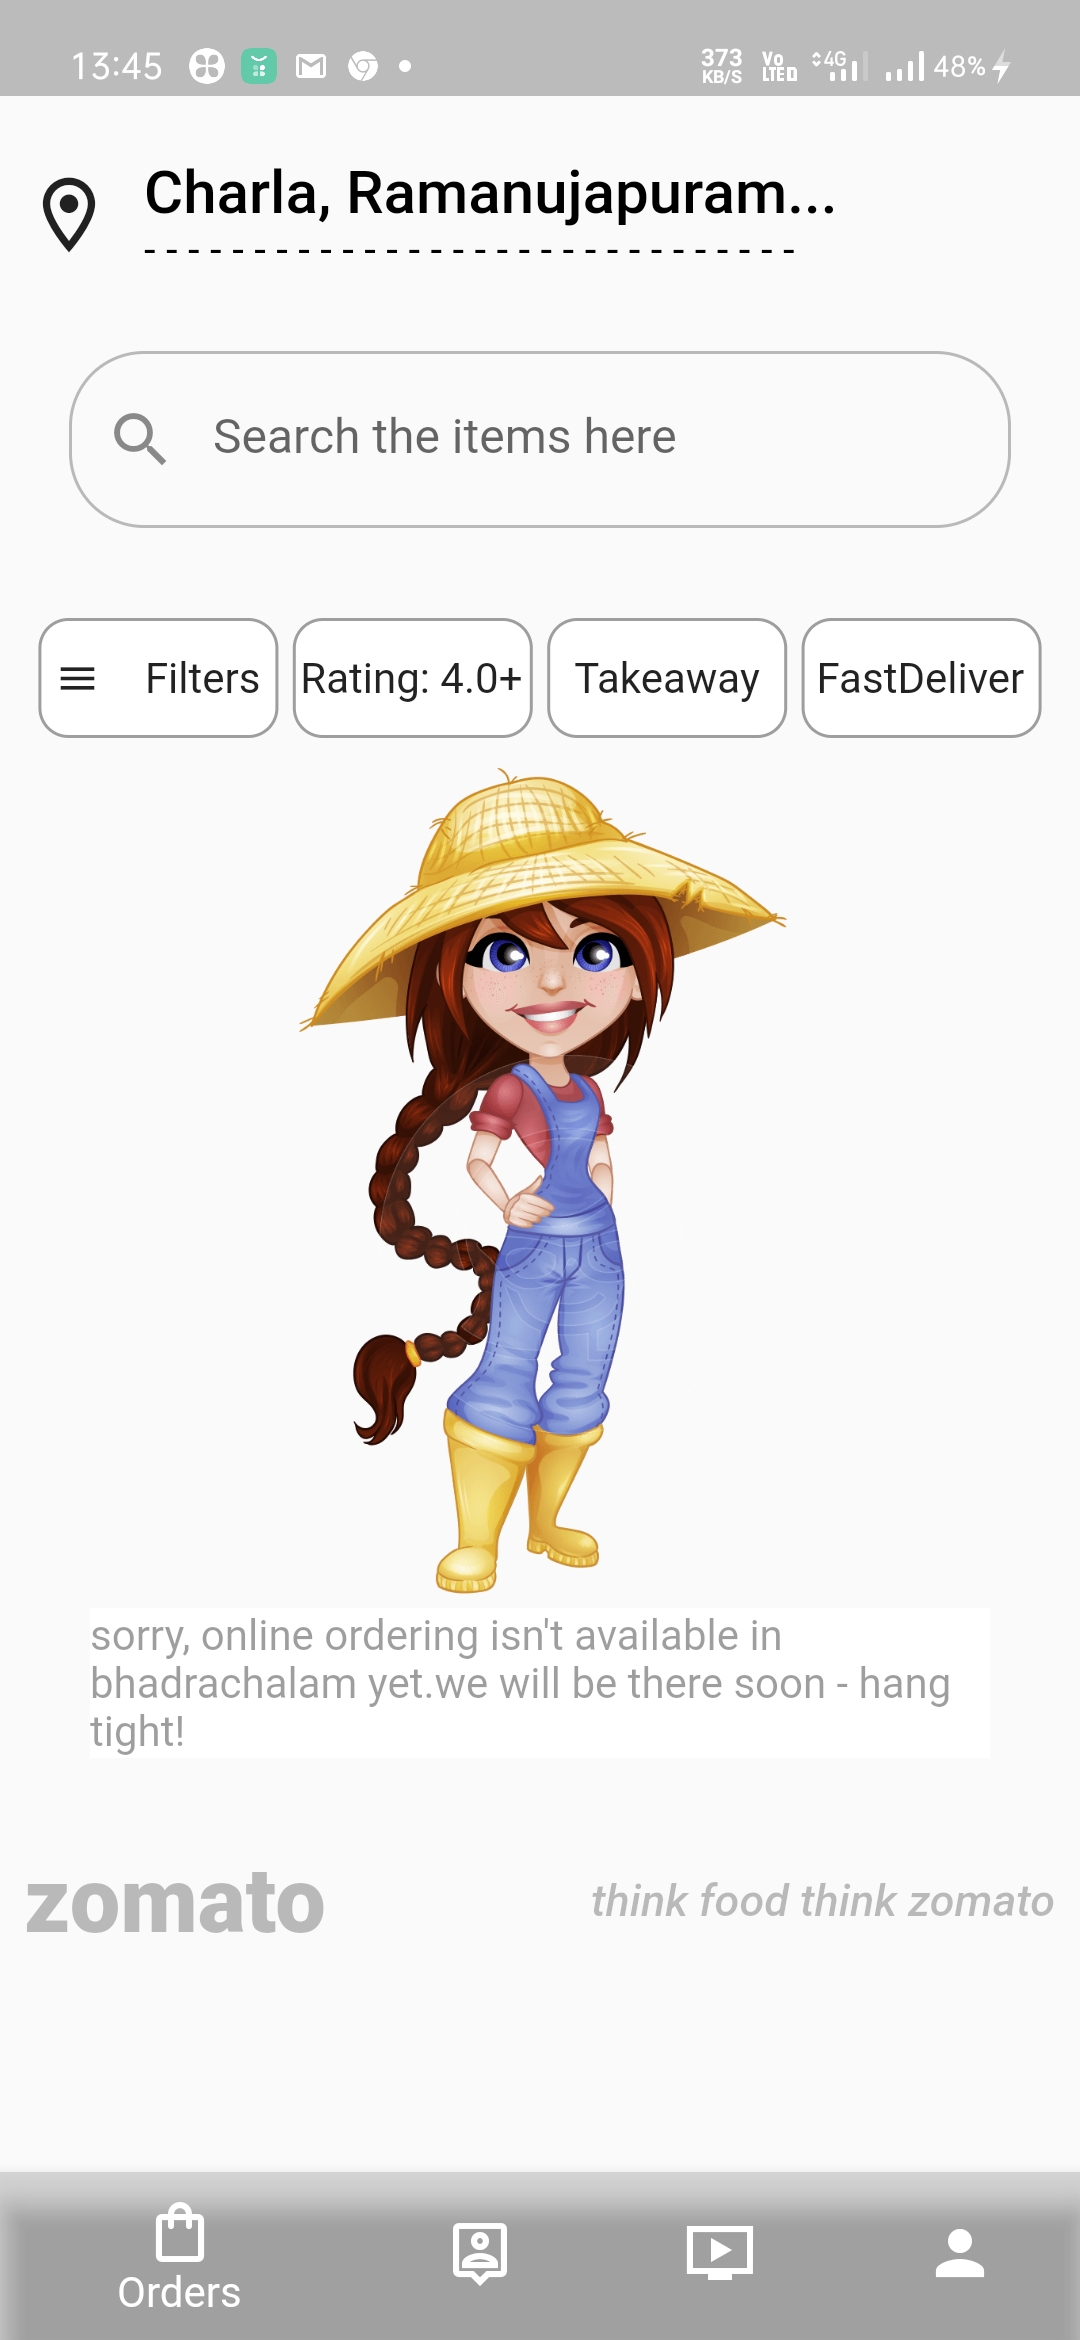 13:45
373
KB/S
Vo
LTE D
4G
48%
Charla, Ramanujapuram...
Search the items here
Filters
Rating: 4.0+
Takeaway
FastDeliver
sorry, online ordering isn't available in
bhadrachalam yet.we will be there soon - hang
tight!
zomato
think food think zomato
Orders